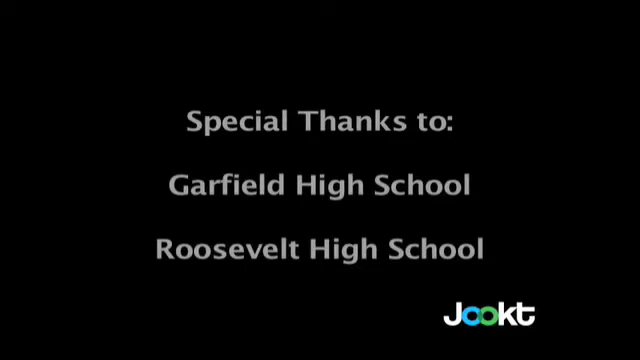 Special Thanks to:
Garfield High School
Roosevelt High School
Jookt